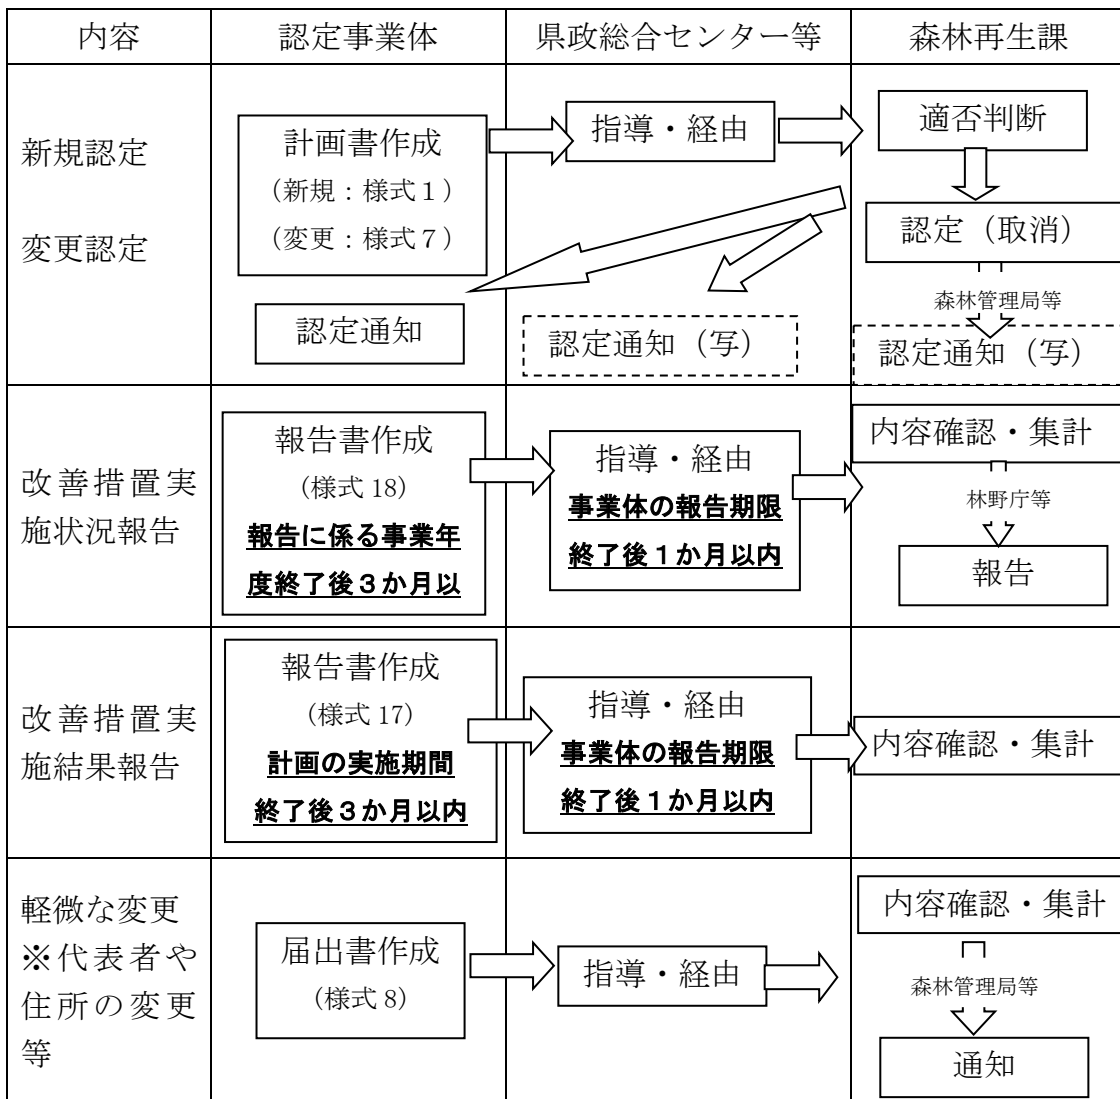 内容
認定事業体
県政総合センター等
森林再生課
新規認定
変更認定
計画書作成
（新規：様式１）
（変更：様式７）
指導・経由
適否判断
認定（取消）
森林管理局等
認定通知
認定通知（写）
認定通知（写）
改善措置実
施状況報告
報告書作成
（様式 18）
報告に係る事業年
度終了後３か月以
指導・経由
事業体の報告期限
終了後１か月以内
内容確認・集計
林野庁等
報告
改善措置実
施結果報告
報告書作成
（様式 17）
計画の実施期間
終了後３か月以内
指導・経由
事業体の報告期限
終了後１か月以内
内容確認・集計
軽微な変更
※代表者や
住所の変更
等
届出書作成
（様式 8）
指導・経由
内容確認・集計
森林管理局等
通知